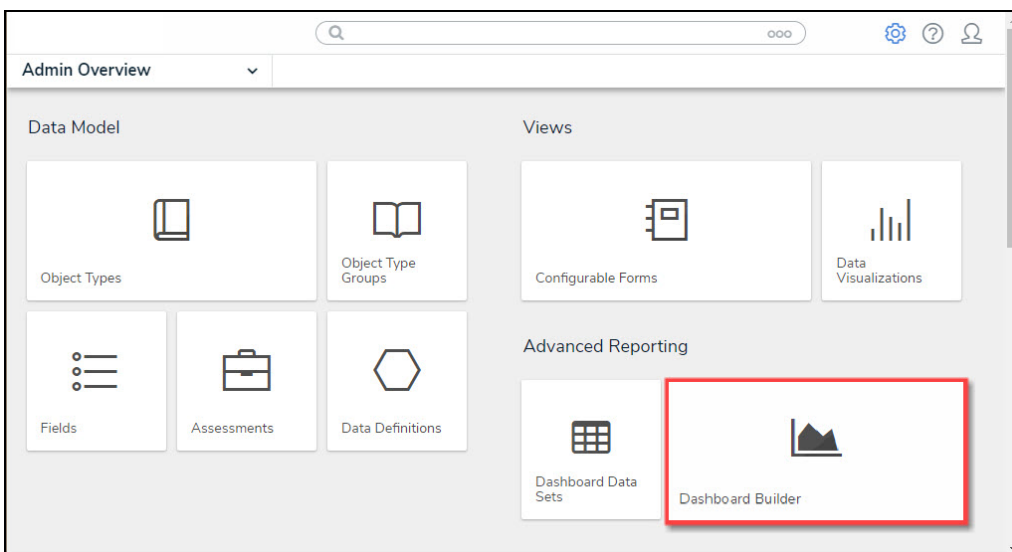 Admin Overview
Data Model
Object Types
Object Type
Groups
Fields
Assessments
Data Definitions
Views
Configurable Forms
Data
Visualizations
Advanced Reporting
Dashboard Data
Sets
Dashboard Builder